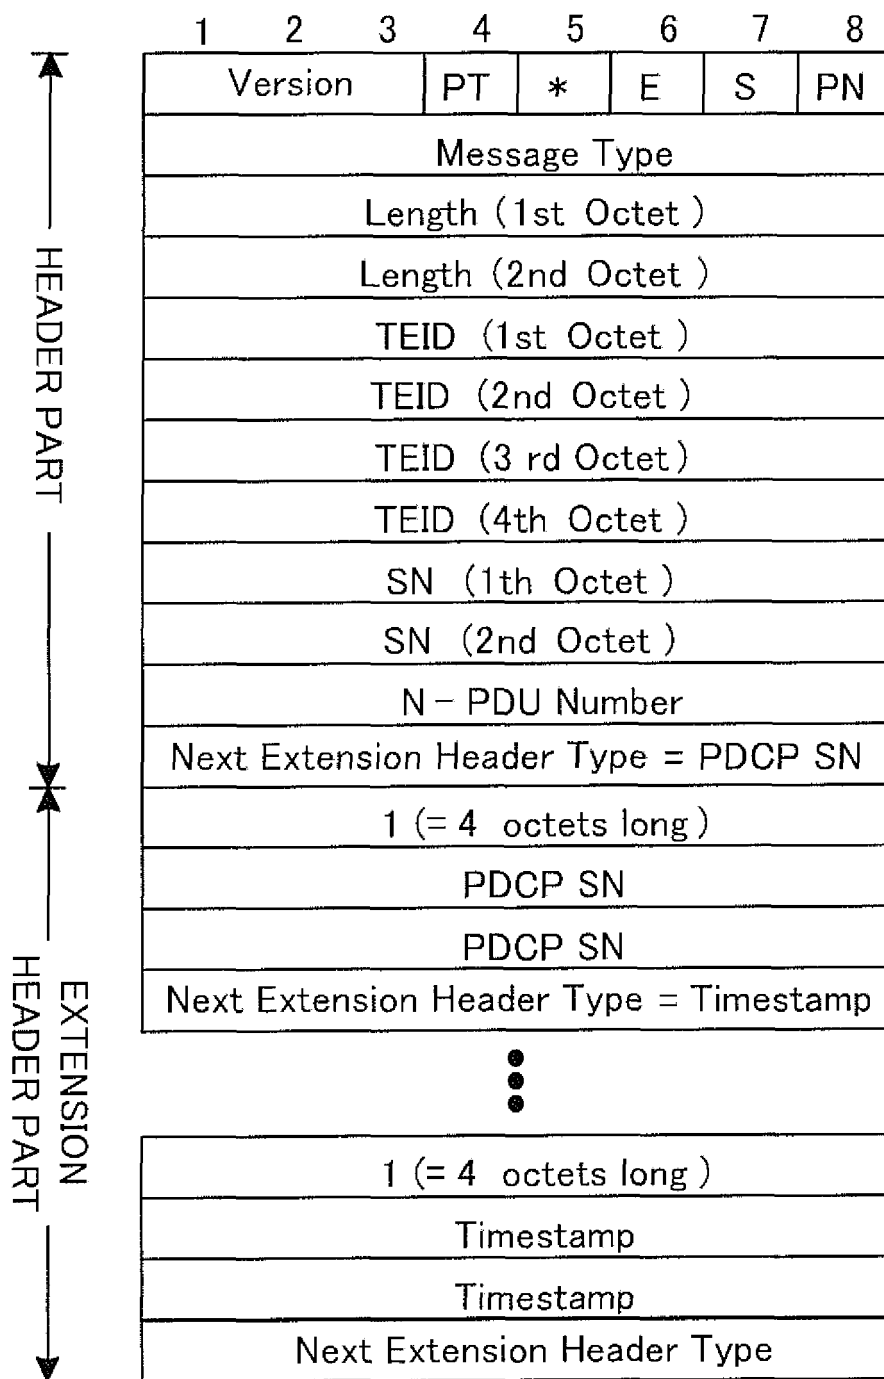 1 2 3 4 5 6 7 8
Version PT * E S PN
Message Type
Length (1st Octet)
Length (2nd Octet)
TEID (1st Octet)
TEID (2nd Octet)
TEID (3 rd Octet)
TEID (4th Octet)
SN (1th Octet)
SN (2nd Octet)
N - PDU Number
Next Extension Header Type = PDCP SN
HEADER PART
1 (= 4 octets long)
PDCP SN
PDCP SN
Next Extension Header Type = Timestamp
1 (= 4 octets long)
Timestamp
Timestamp
Next Extension Header Type
EXTENSION
HEADER PART